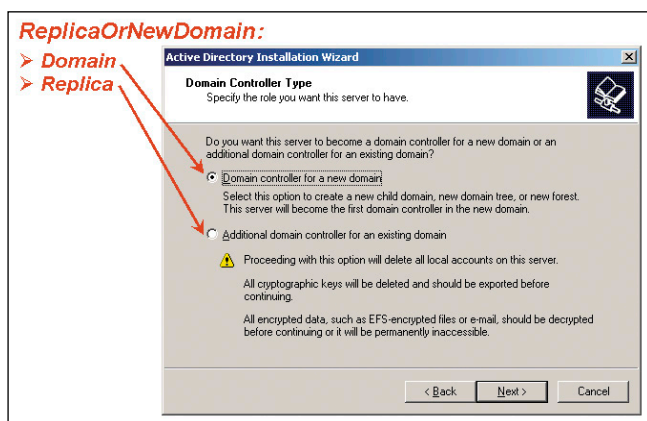 ReplicaOrNewDomain:
➢ Domain
➢ Replica
Active Directory Installation Wizard
Domain Controller Type
Specify the role you want this server to have.
Do you want this server to become a domain controller for a new domain or an
additional domain controller for an existing domain?
Domain controller for a new domain
Select this option to create a new child domain, new domain tree, or new forest.
This server will become the first domain controller in the new domain.
Additional domain controller for an existing domain
Proceeding with this option will delete all local accounts on this server.
All cryptographic keys will be deleted and should be exported before
continuing.
All encrypted data, such as EFS-encrypted files or e-mail, should be decrypted
before continuing or it will be permanently inaccessible.
< Back
Next >
Cancel